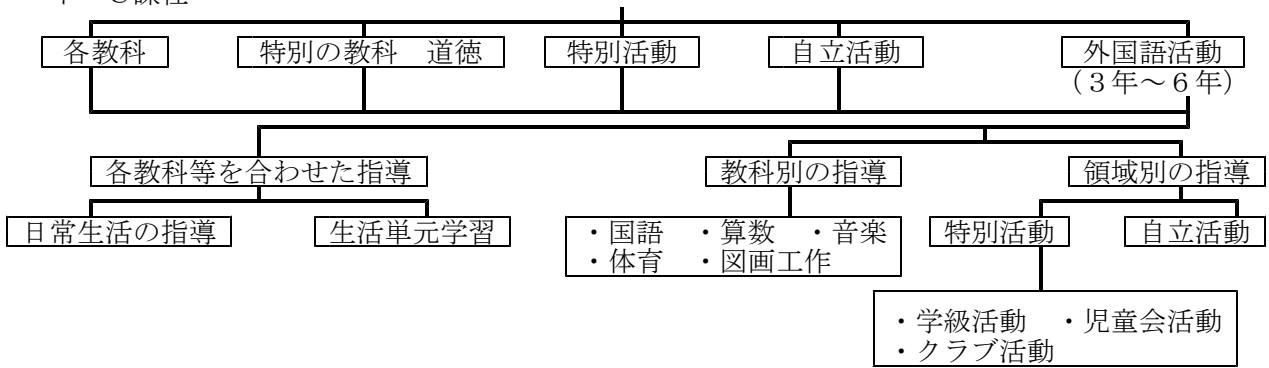 各教科 特別の教科 道徳 特別活動 自立活動 外国語活動
(3年~6年)
各教科等を合わせた指導 教科別の指導 領域別の指導
日常生活の指導 生活単元学習 ・国語 ・算数 ・音楽 特別活動 自立活動
・体育 ・図画工作
・学級活動 ・児童会活動
・クラブ活動